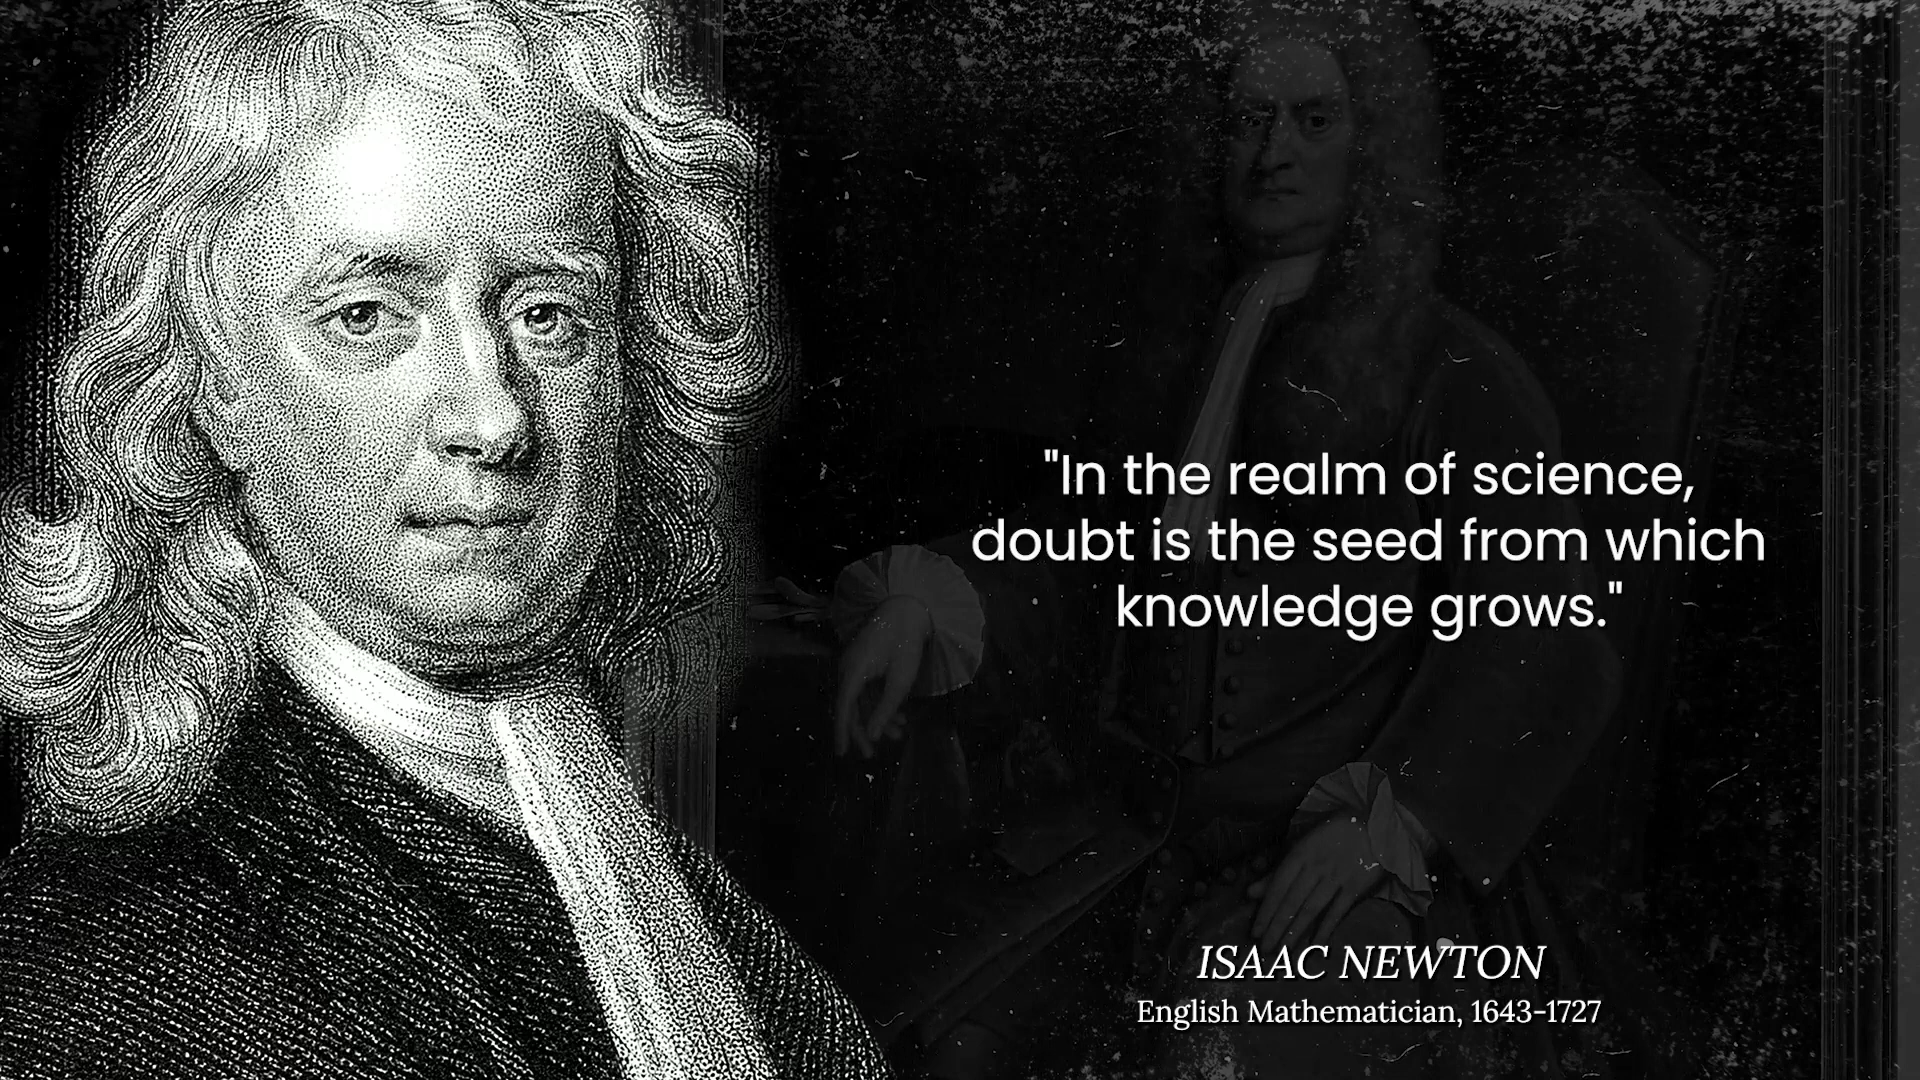 "In the realm of science,
doubt is the seed from which
knowledge grows."
ISAAC NEWTON
English Mathematician, 1643-1727